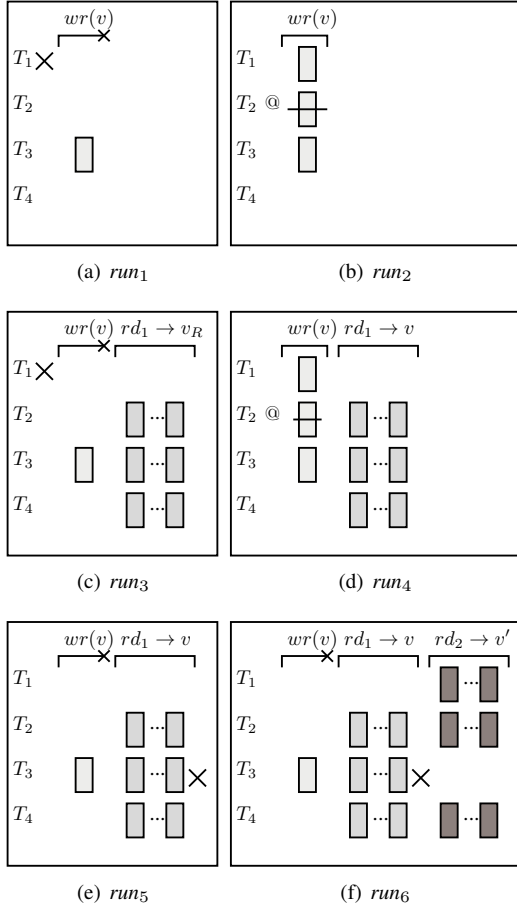 wr(v)
T₁
T₂
T₃
T₄
(a) run₁
wr(v)
T₁
T₂ @
T₃
T₄
(b) run₂
wr(v) rd₁ → v_R
T₁
T₂ ...
T₃ ...
T₄ ...
(c) run₃
wr(v) rd₁ → v
T₁
T₂ @ ...
T₃ ...
T₄ ...
(d) run₄
wr(v) rd₁ → v
T₁
T₂ ...
T₃ ...
T₄ ...
(e) run₅
wr(v) rd₁ → v rd₂ → v′
T₁ ...
T₂ ... ...
T₃ ...
T₄ ... ...
(f) run₆